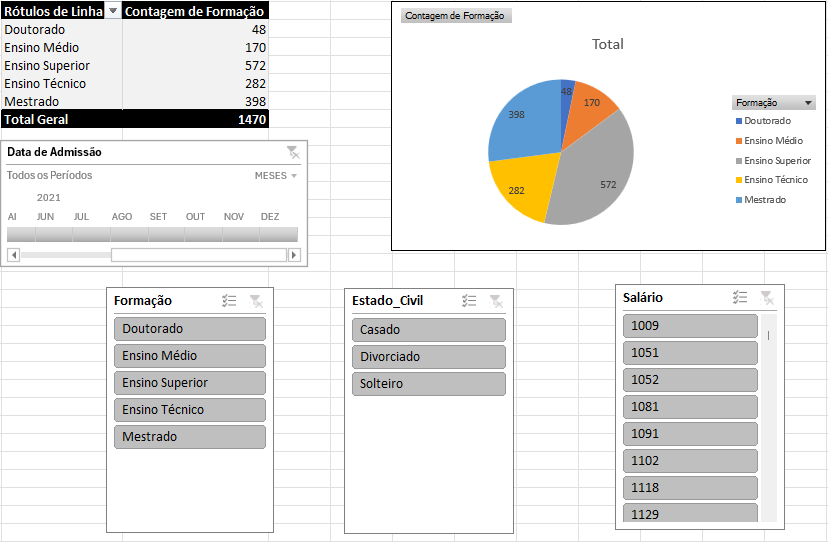 Rótulos de Linha Contagem de Formação
Doutorado 48
Ensino Médio 170
Ensino Superior 572
Ensino Técnico 282
Mestrado 398
Total Geral 1470
Contagem de Formação
Total
48
170
572
282
398
Formação
Doutorado
Ensino Médio
Ensino Superior
Ensino Técnico
Mestrado
Data de Admissão
Todos os Períodos MESES
2021
AI JUN JUL AGO SET OUT NOV DEZ
Formação
Doutorado
Ensino Médio
Ensino Superior
Ensino Técnico
Mestrado
Estado_Civil
Casado
Divorciado
Solteiro
Salário
1009
1051
1052
1081
1091
1102
1118
1129